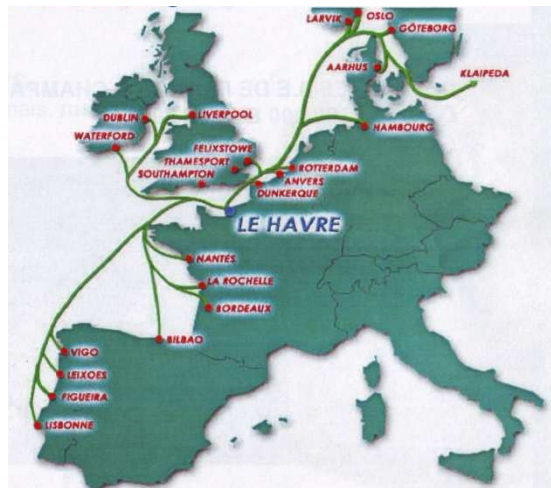 LARVIK
OSLO
GÖTEBORG
AARHUS
KLAIPEDA
DUBLIN
LIVERPOOL
WATERFORD
HAMBOURG
FELIXSTOWE
THAMESPORT
SOUTHAMPTON
ROTTERDAM
ANVERS
DUNKERQUE
LE HAVRE
NANTES
LA ROCHELLE
BORDEAUX
BILBAO
VIGO
LEIXOES
FIGUEIRA
LISBONNE